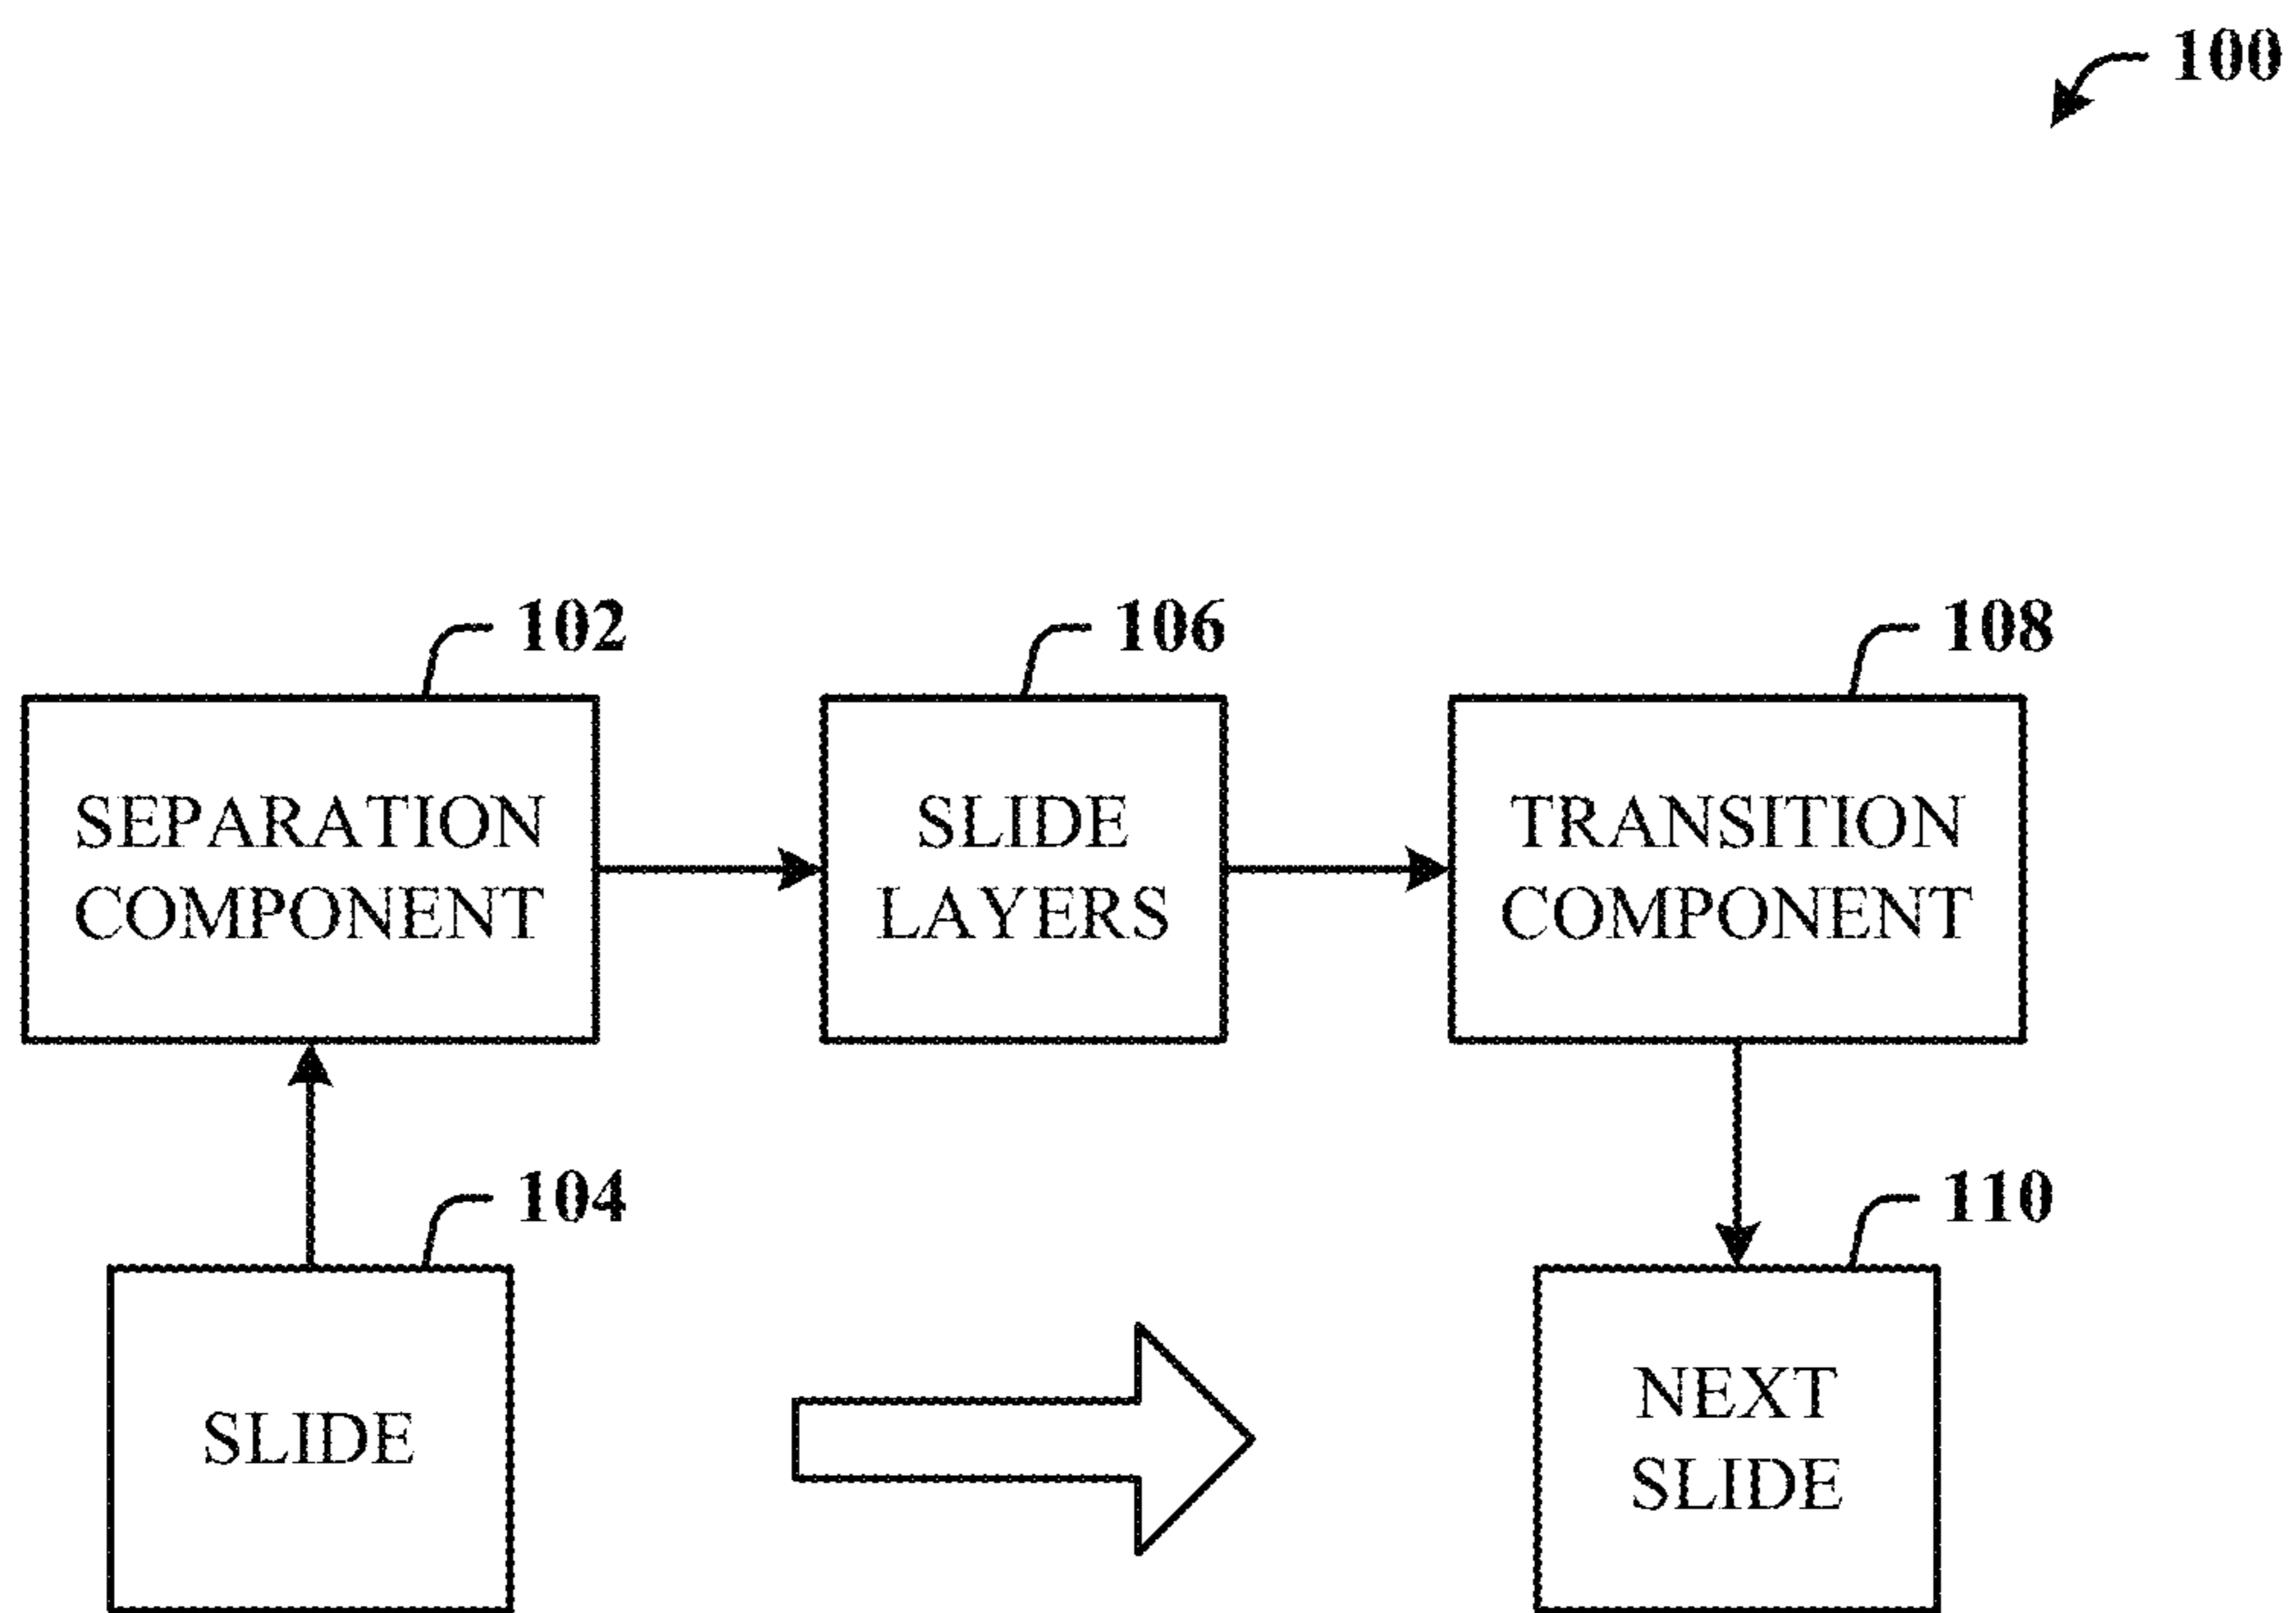 100
102
106
108
SEPARATION
COMPONENT
SLIDE
LAYERS
TRANSITION
COMPONENT
104
110
SLIDE
NEXT
SLIDE